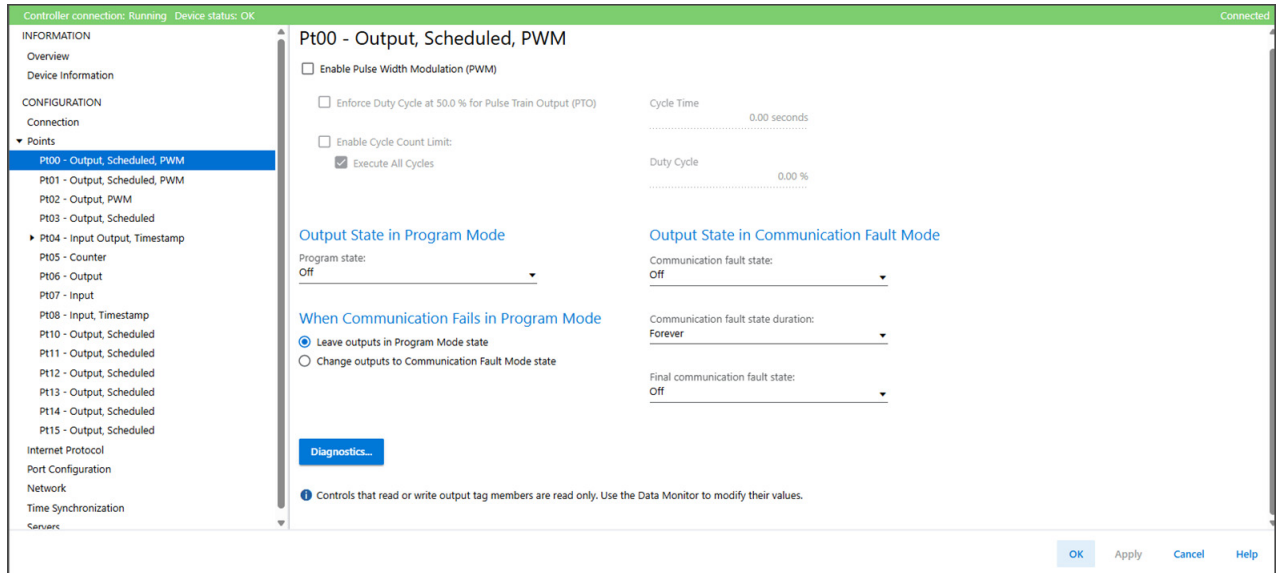 Controller connection: Running Device status: OK
Connected
INFORMATION
Overview
Device Information
CONFIGURATION
Connection
Points
Pt00 - Output, Scheduled, PWM
Pt01 - Output, Scheduled, PWM
Pt02 - Output, PWM
Pt03 - Output, Scheduled
Pt04 - Input Output, Timestamp
Pt05 - Counter
Pt06 - Output
Pt07 - Input
Pt08 - Input, Timestamp
Pt10 - Output, Scheduled
Pt11 - Output, Scheduled
Pt12 - Output, Scheduled
Pt13 - Output, Scheduled
Pt14 - Output, Scheduled
Pt15 - Output, Scheduled
Internet Protocol
Port Configuration
Network
Time Synchronization
Servers
Pt00 - Output, Scheduled, PWM
Enable Pulse Width Modulation (PWM)
Enforce Duty Cycle at 50.0 % for Pulse Train Output (PTO)
Enable Cycle Count Limit:
Execute All Cycles
Cycle Time
0.00 seconds
Duty Cycle
0.00 %
Output State in Program Mode
Program state:
Off
When Communication Fails in Program Mode
Leave outputs in Program Mode state
Change outputs to Communication Fault Mode state
Output State in Communication Fault Mode
Communication fault state:
Off
Communication fault state duration:
Forever
Final communication fault state:
Off
Diagnostics...
Controls that read or write output tag members are read only. Use the Data Monitor to modify their values.
OK
Apply
Cancel
Help